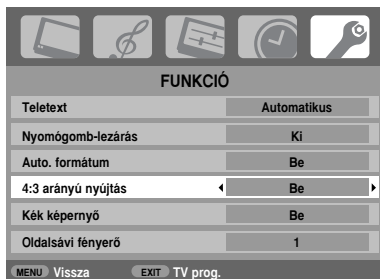 FUNKCIÓ
Teletext Automatikus
Nyomógomb-lezárás Ki
Auto. formátum Be
4:3 arányú nyújtás Be
Kék képernyő Be
Oldalsávi fényerő 1
MENU Vissza EXIT TV prog.